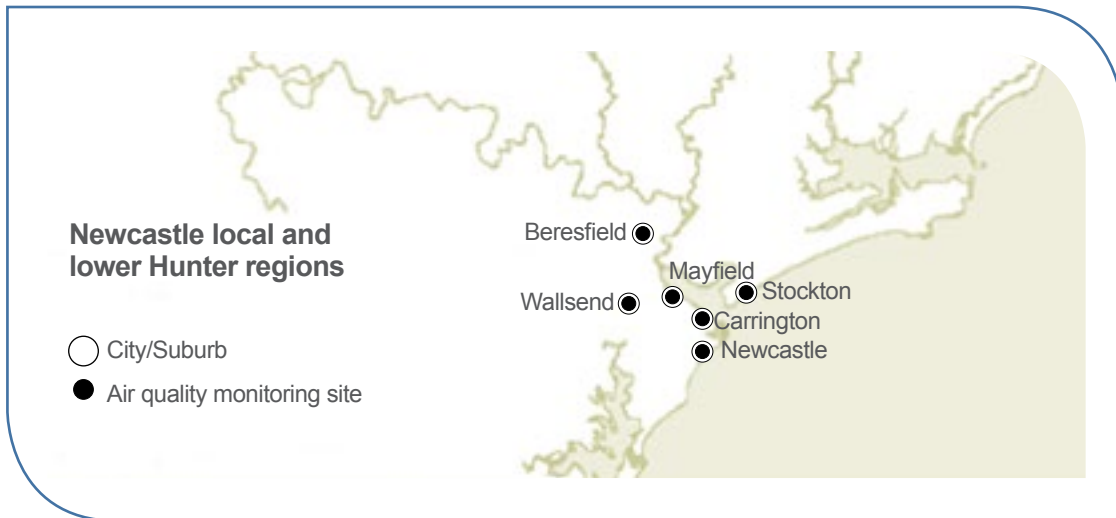 Newcastle local and
lower Hunter regions
City/Suburb
Air quality monitoring site
Beresfield
Mayfield
Wallsend
Stockton
Carrington
Newcastle